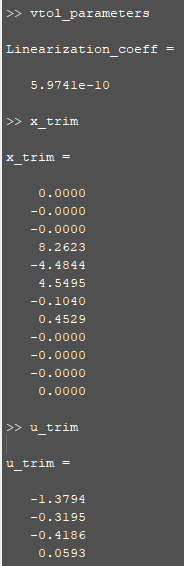 >> vtol_parameters
Linearization_coeff =
5.9741e-10
>> x_trim
x_trim =
0.0000
-0.0000
-0.0000
8.2623
-4.4844
4.5495
-0.1040
0.4529
-0.0000
-0.0000
-0.0000
0.0000
>> u_trim
u_trim =
-1.3794
-0.3195
-0.4186
0.0593